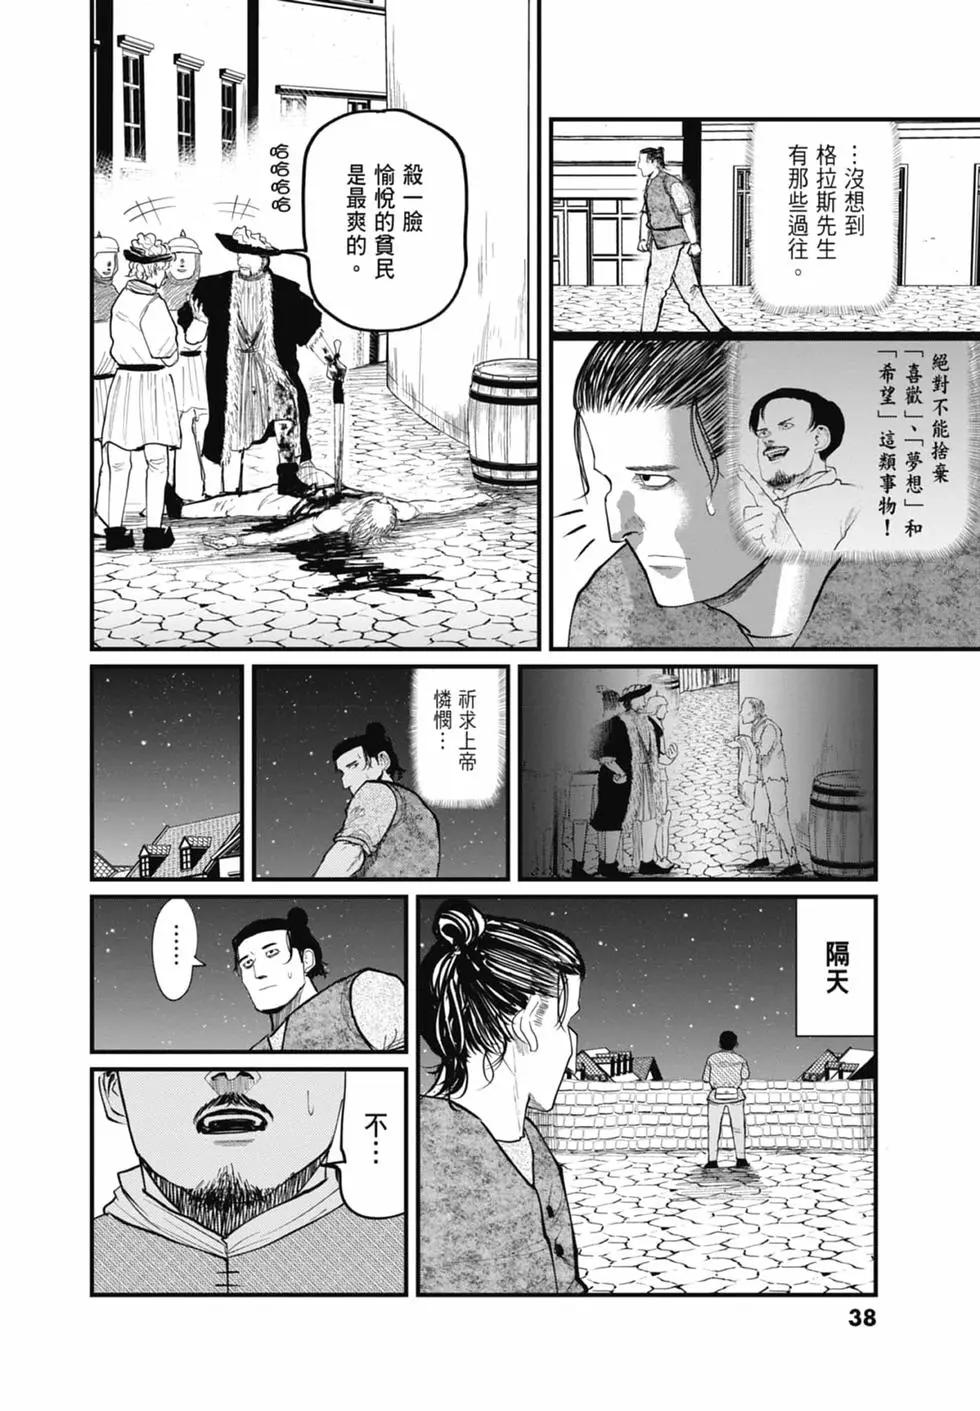 …沒想到
格拉斯先生
有那些過往。
絕對不能捨棄
「喜歡」、「夢想」和
「希望」這類事物！
殺一臉
愉悅的貧民
是最爽的。
哈哈哈哈
祈求上帝
憐憫…
隔天
……
不…
38